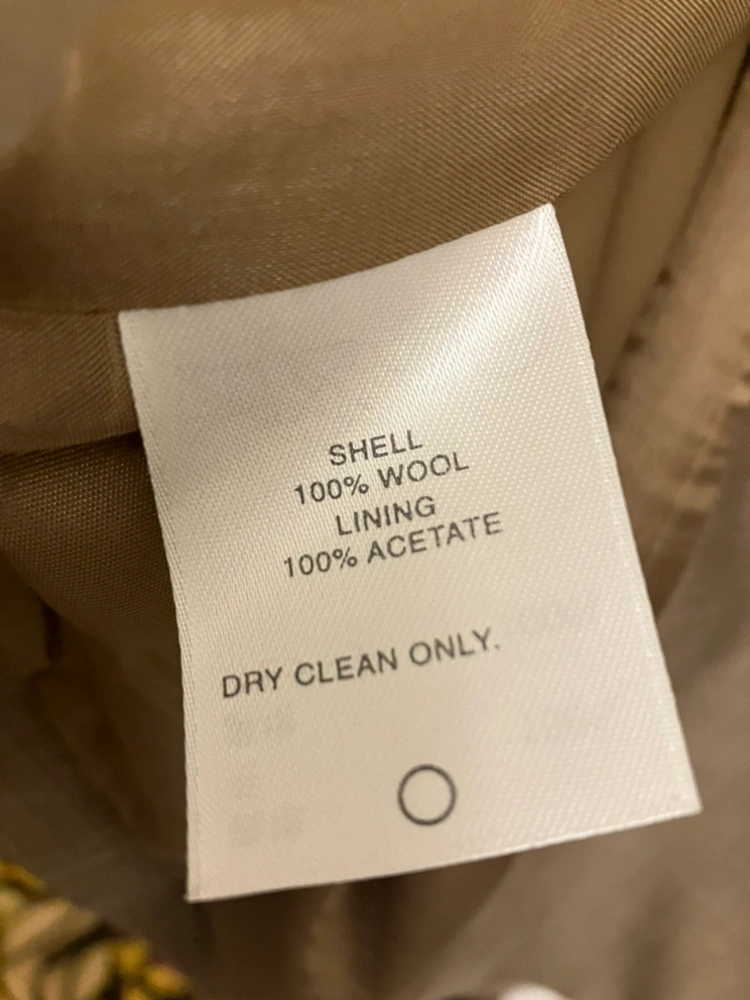 SHELL
100% WOOL
LINING
100% ACETATE
DRY CLEAN ONLY.